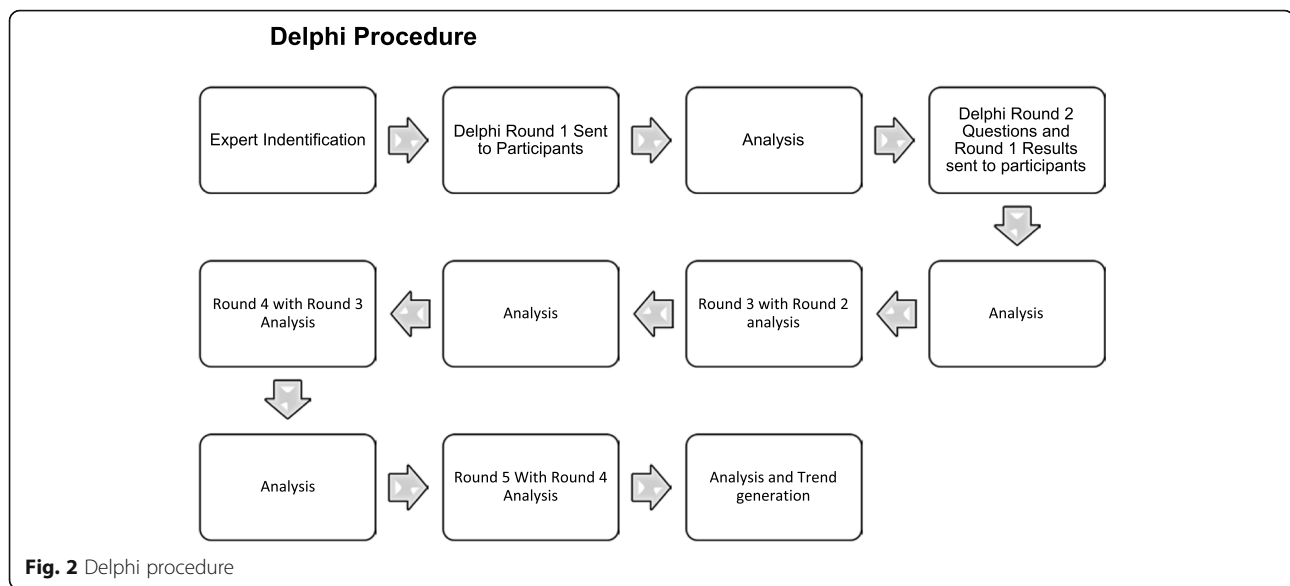 Delphi Procedure
Expert Indentification
Delphi Round 1 Sent
to Participants
Analysis
Delphi Round 2
Questions and
Round 1 Results
sent to participants
Analysis
Round 3 with Round 2
analysis
Analysis
Round 4 with Round 3
Analysis
Analysis
Round 5 With Round 4
Analysis
Analysis and Trend
generation
Fig. 2 Delphi procedure